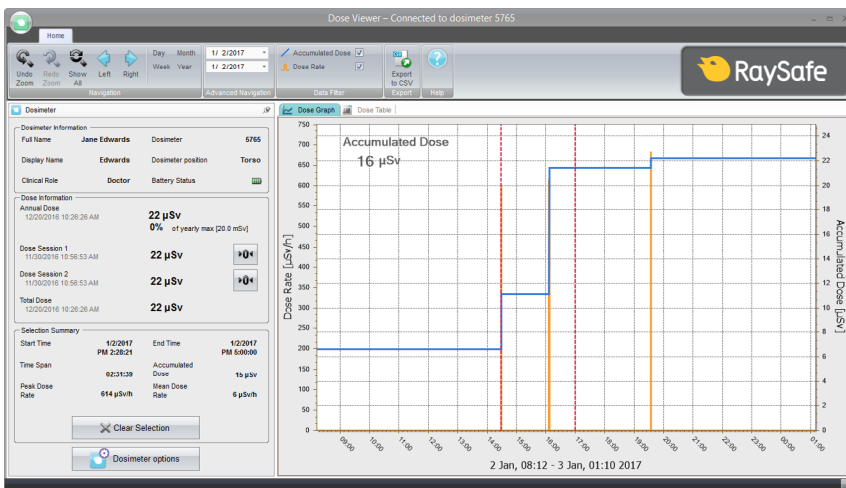 Dose Viewer – Connected to dosimeter 5765
Home
Undo Zoom
Redo Zoom
Show All
Left
Right
Day Month
Week Year
Navigation
1/ 2/2017
1/ 2/2017
Advanced Navigation
Accumulated Dose
Dose Rate
Data Filter
CSV
Export to CSV
Export
Help
RaySafe
Dosimeter
Dosimeter Information
Full Name Jane Edwards Dosimeter 5765
Display Name Edwards Dosimeter position Torso
Clinical Role Doctor Battery Status
Dose Information
Annual Dose
12/20/2016 10:26:26 AM 22 µSv
0% of yearly max [20.0 mSv]
Dose Session 1
11/30/2016 10:56:53 AM 22 µSv
Dose Session 2
11/30/2016 10:56:53 AM 22 µSv
Total Dose
12/20/2016 10:26:26 AM 22 µSv
Selection Summary
Start Time 1/2/2017 PM 2:28:21 End Time 1/2/2017 PM 5:00:00
Time Span 02:31:39 Accumulated Dose 15 µSv
Peak Dose Rate 614 µSv/h Mean Dose Rate 6 µSv/h
Clear Selection
Dosimeter options
Dose Graph Dose Table
Accumulated Dose
16 µSv
Dose Rate [µSv/h]
750
700
650
600
550
500
450
400
350
300
250
200
150
100
50
0
24
22
20
18
16
14
12
10
8
6
4
2
0
Accumulated Dose [µSv]
09:00 10:00 11:00 12:00 13:00 14:00 15:00 16:00 17:00 18:00 19:00 20:00 21:00 22:00 23:00 00:00 01:00
2 Jan, 08:12 - 3 Jan, 01:10 2017